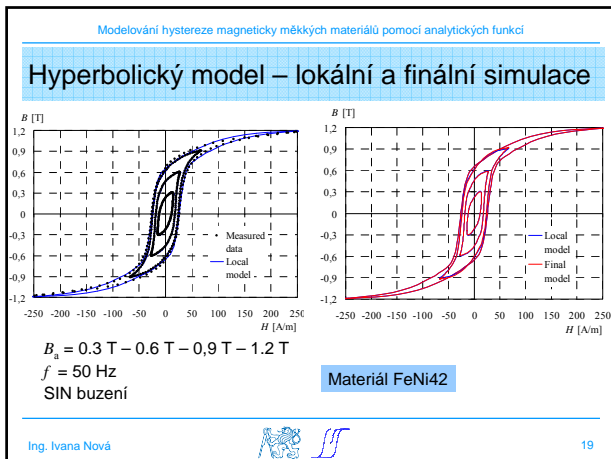 Modelování hystereze magneticky měkkých materiálů pomocí analytických funkcí
Hyperbolický model – lokální a finální simulace
B [T]
1,2
0,9
0,6
0,3
0
-0,3
-0,6
-0.9
-1,2
-250 -200 -150 -100 -50 0 50 100 150 200 250
H [A/m]
Measured
data
Local
model
B [T]
1,2
0,9
0,6
0,3
0
-0,3
-0.6
-0.9
-1,2
-250 -200 -150 -100 -50 0 50 100 150 200 250
H [A/m]
Local
model
Final
model
Ba = 0.3 T – 0.6 T – 0,9 T – 1.2 T
f = 50 Hz
SIN buzení
Materiál FeNi42
Ing. Ivana Nová
19